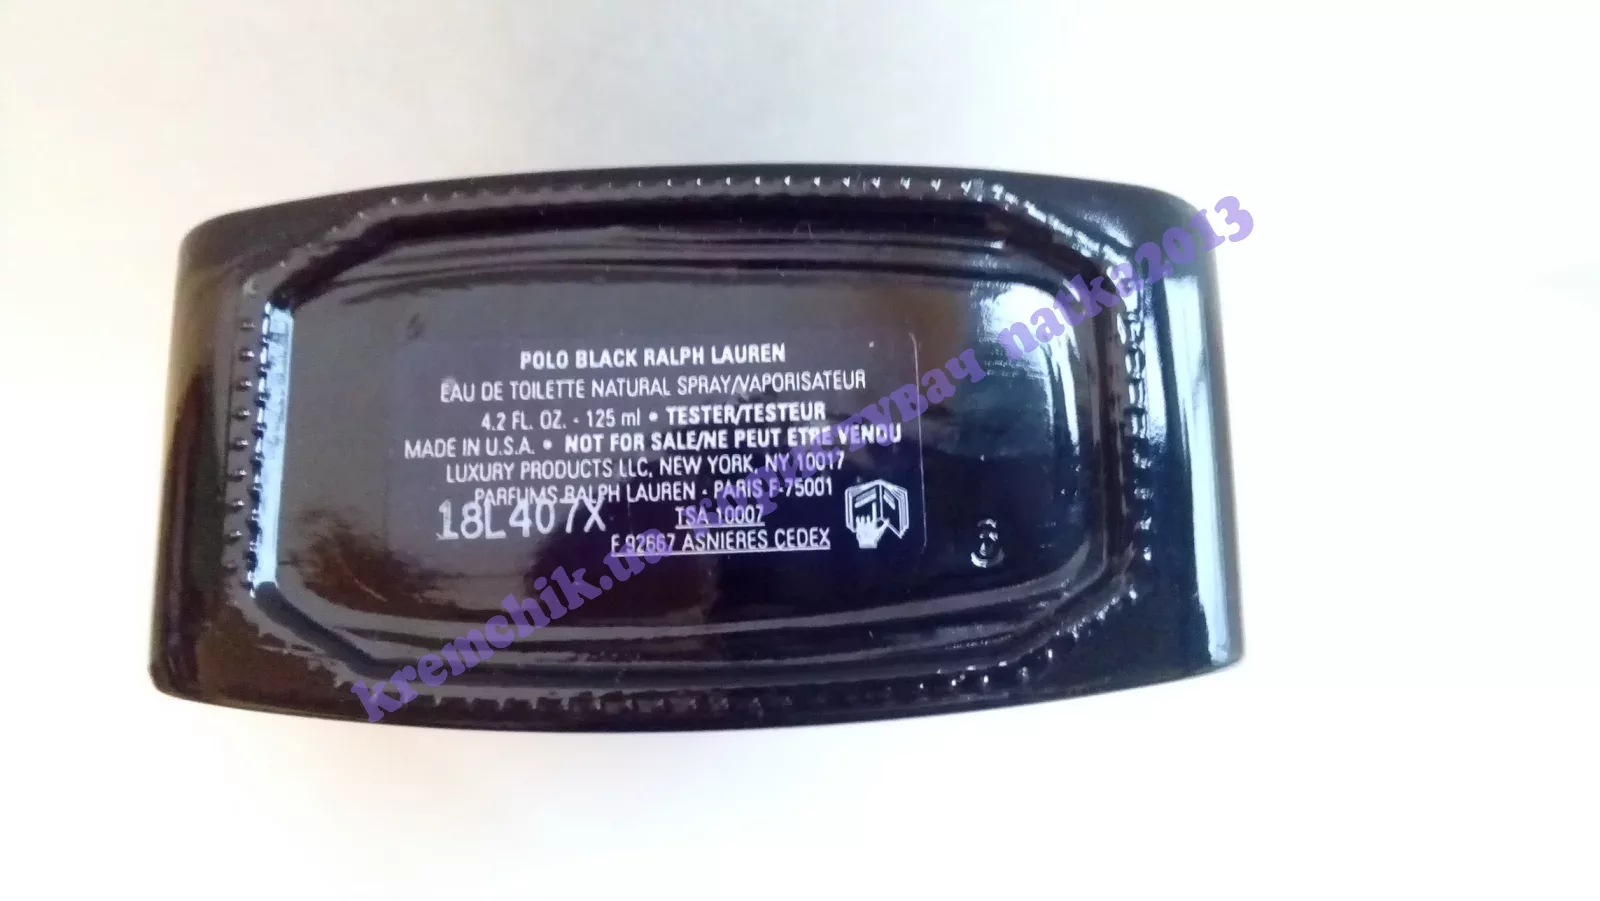 POLO BLACK RALPH LAUREN
EAU DE TOILETTE NATURAL SPRAY/VAPORISATEUR
4.2 FL. OZ. - 125 ml • TESTER/TESTEUR
MADE IN U.S.A. • NOT FOR SALE/NE PEUT ETRE VENDU
LUXURY PRODUCTS LLC, NEW YORK, NY 10017
PARFUMS RALPH LAUREN - PARIS F-75001
18L407X
TSA 10007
F 92667 ASNIERES CEDEX
kremchik.ua користувач natka2013